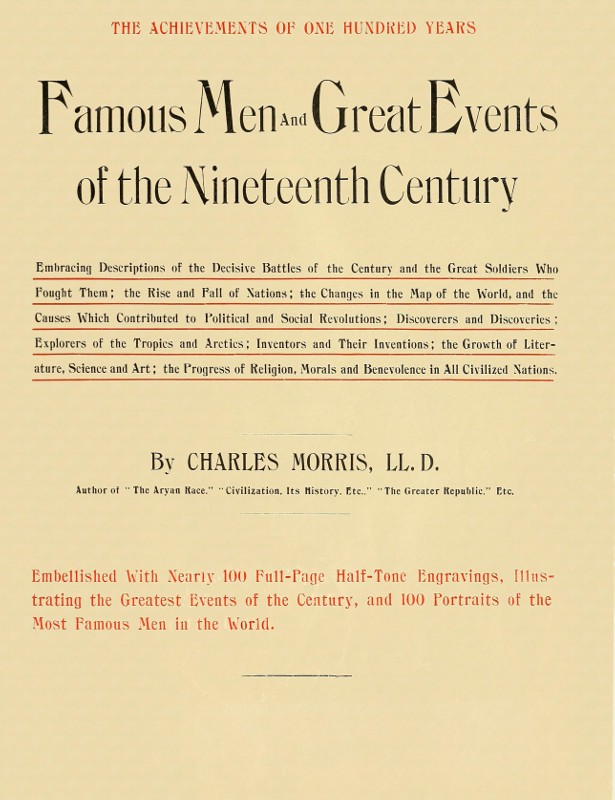 THE ACHIEVEMENTS OF ONE HUNDRED YEARS
Famous Men And Great Events
of the Nineteenth Century
Embracing Descriptions of the Decisive Battles of the Century and the Great Soldiers Who
Fought Them; the Rise and Fall of Nations; the Changes in the Map of the World, and the
Causes Which Contributed to Political and Social Revolutions; Discoverers and Discoveries;
Explorers of the Tropics and Arctics; Inventors and Their Inventions; the Growth of Liter-
ature, Science and Art; the Progress of Religion, Morals and Benevolence in All Civilized Nations.
By CHARLES MORRIS, LL. D.
Author of "The Aryan Race," "Civilization, Its History, Etc.," "The Greater Republic," Etc.
Embellished With Nearly 100 Full-Page Half-Tone Engravings, Illus-
trating the Greatest Events of the Century, and 100 Portraits of the
Most Famous Men in the World.